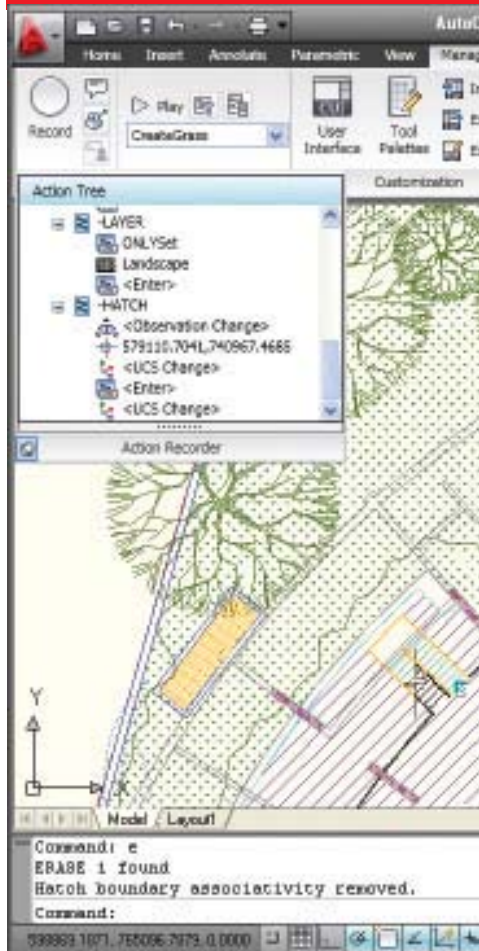 AutoC
Home Insert Annotate Parametric View Manag
Play
Record
CreateGrass
CUI
User Interface
Tool Palettes
Customization
Action Tree
-LAYER
ONLYSet
Landscape
<Enter>
-HATCH
<Observation Change>
579110.7041,740967.4685
<UCS Change>
<Enter>
<UCS Change>
Action Recorder
Y
X
Model Layout1
Command: e
ERASE 1 found
Hatch boundary associativity removed.
Command: